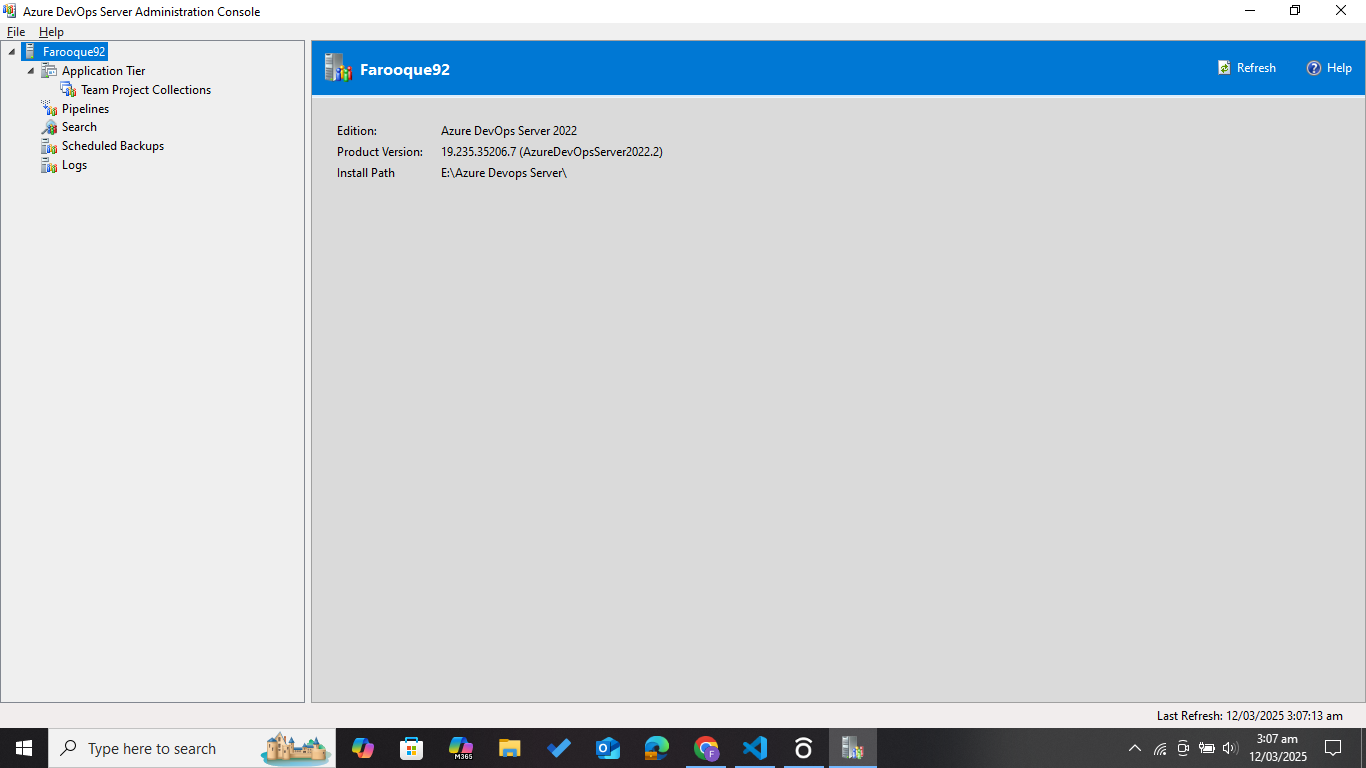 Azure DevOps Server Administration Console
File Help
Farooque92
Application Tier
Team Project Collections
Pipelines
Search
Scheduled Backups
Logs
Farooque92
Refresh
Help
Edition: Azure DevOps Server 2022
Product Version: 19.235.35206.7 (AzureDevOpsServer2022.2)
Install Path E:\Azure Devops Server\
Last Refresh: 12/03/2025 3:07:13 am
Type here to search
M365
F
3:07 am
12/03/2025